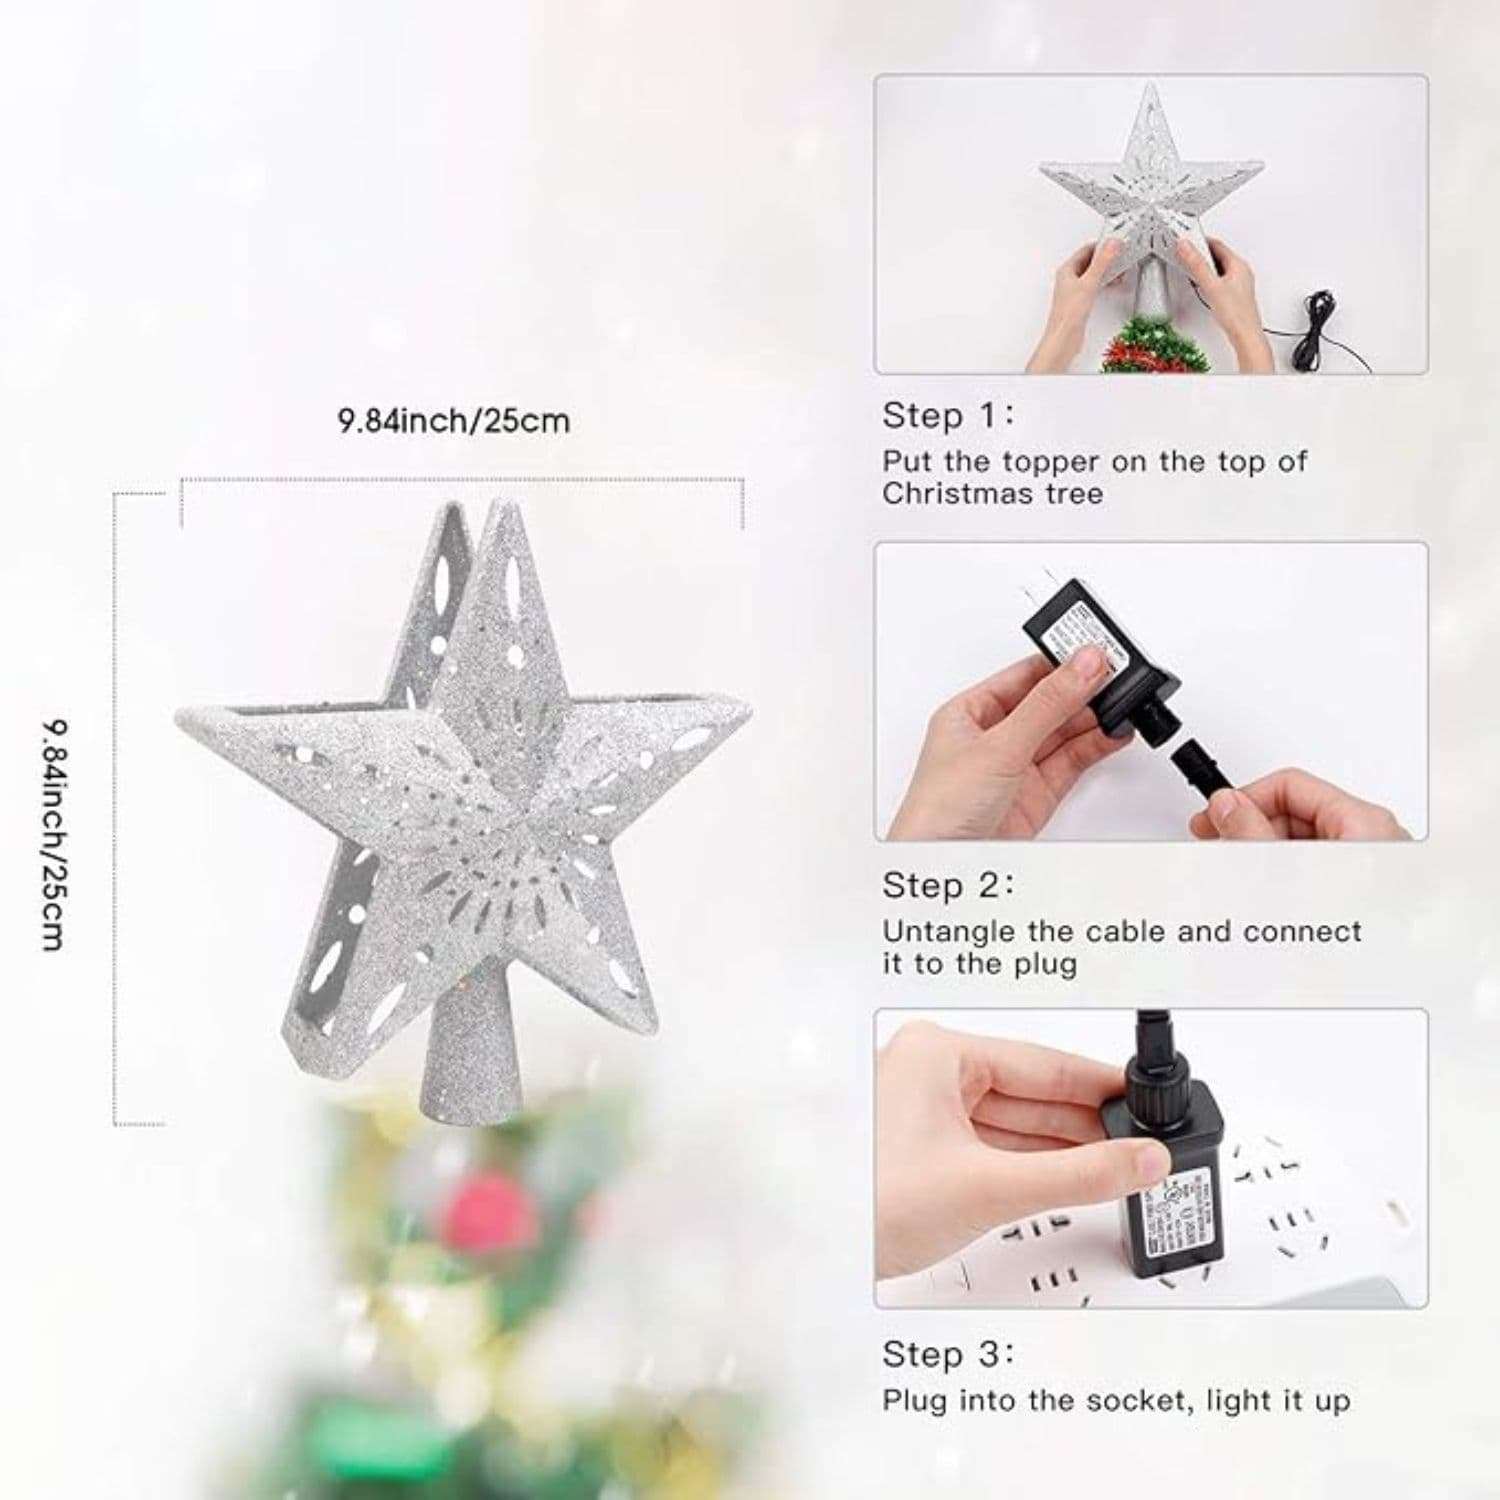 9.84inch/25cm
9.84inch/25cm
Step 1:
Put the topper on the top of
Christmas tree
Step 2:
Untangle the cable and connect
it to the plug
Step 3:
Plug into the socket, light it up